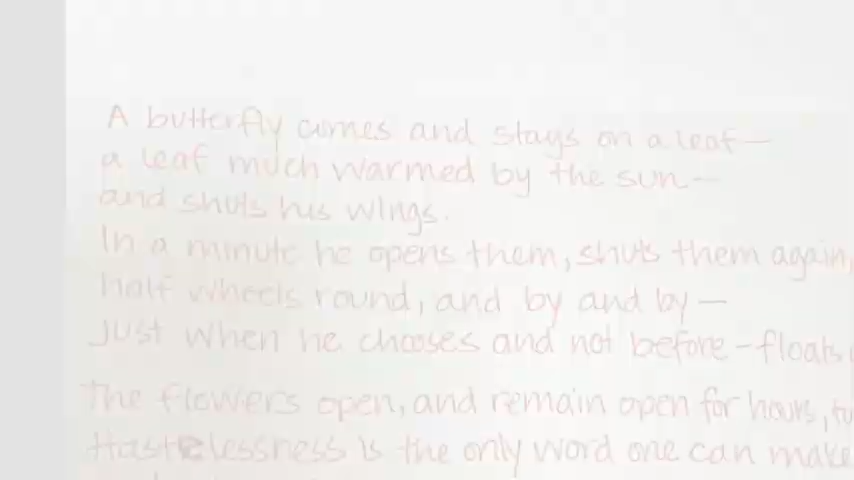 A butterfly comes and stays on a leaf—
a leaf much warmed by the sun—
and shuts his wings.
In a minute he opens them, shuts them again,
half wheels round, and by and by—
just when he chooses and not before—floats
The flowers open, and remain open for hours,
Hastelessness is the only word one can make